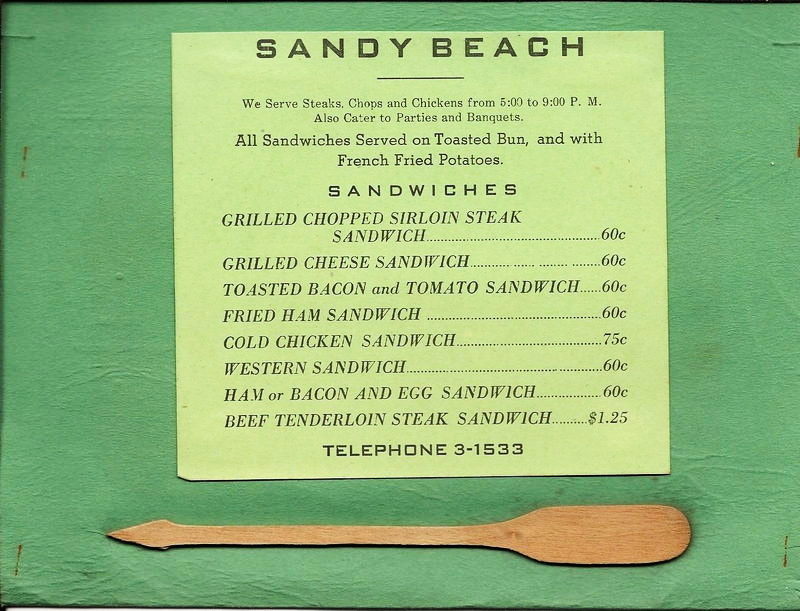 SANDY BEACH
We Serve Steaks, Chops and Chickens from 5:00 to 9:00 P. M.
Also Cater to Parties and Banquets.
All Sandwiches Served on Toasted Bun, and with
French Fried Potatoes.
SANDWICHES
GRILLED CHOPPED SIRLOIN STEAK
SANDWICH..........60c
GRILLED CHEESE SANDWICH..........60c
TOASTED BACON and TOMATO SANDWICH......60c
FRIED HAM SANDWICH ..........60c
COLD CHICKEN SANDWICH..........75c
WESTERN SANDWICH..........60c
HAM or BACON AND EGG SANDWICH..........60c
BEEF TENDERLOIN STEAK SANDWICH..........$1.25
TELEPHONE 3-1533